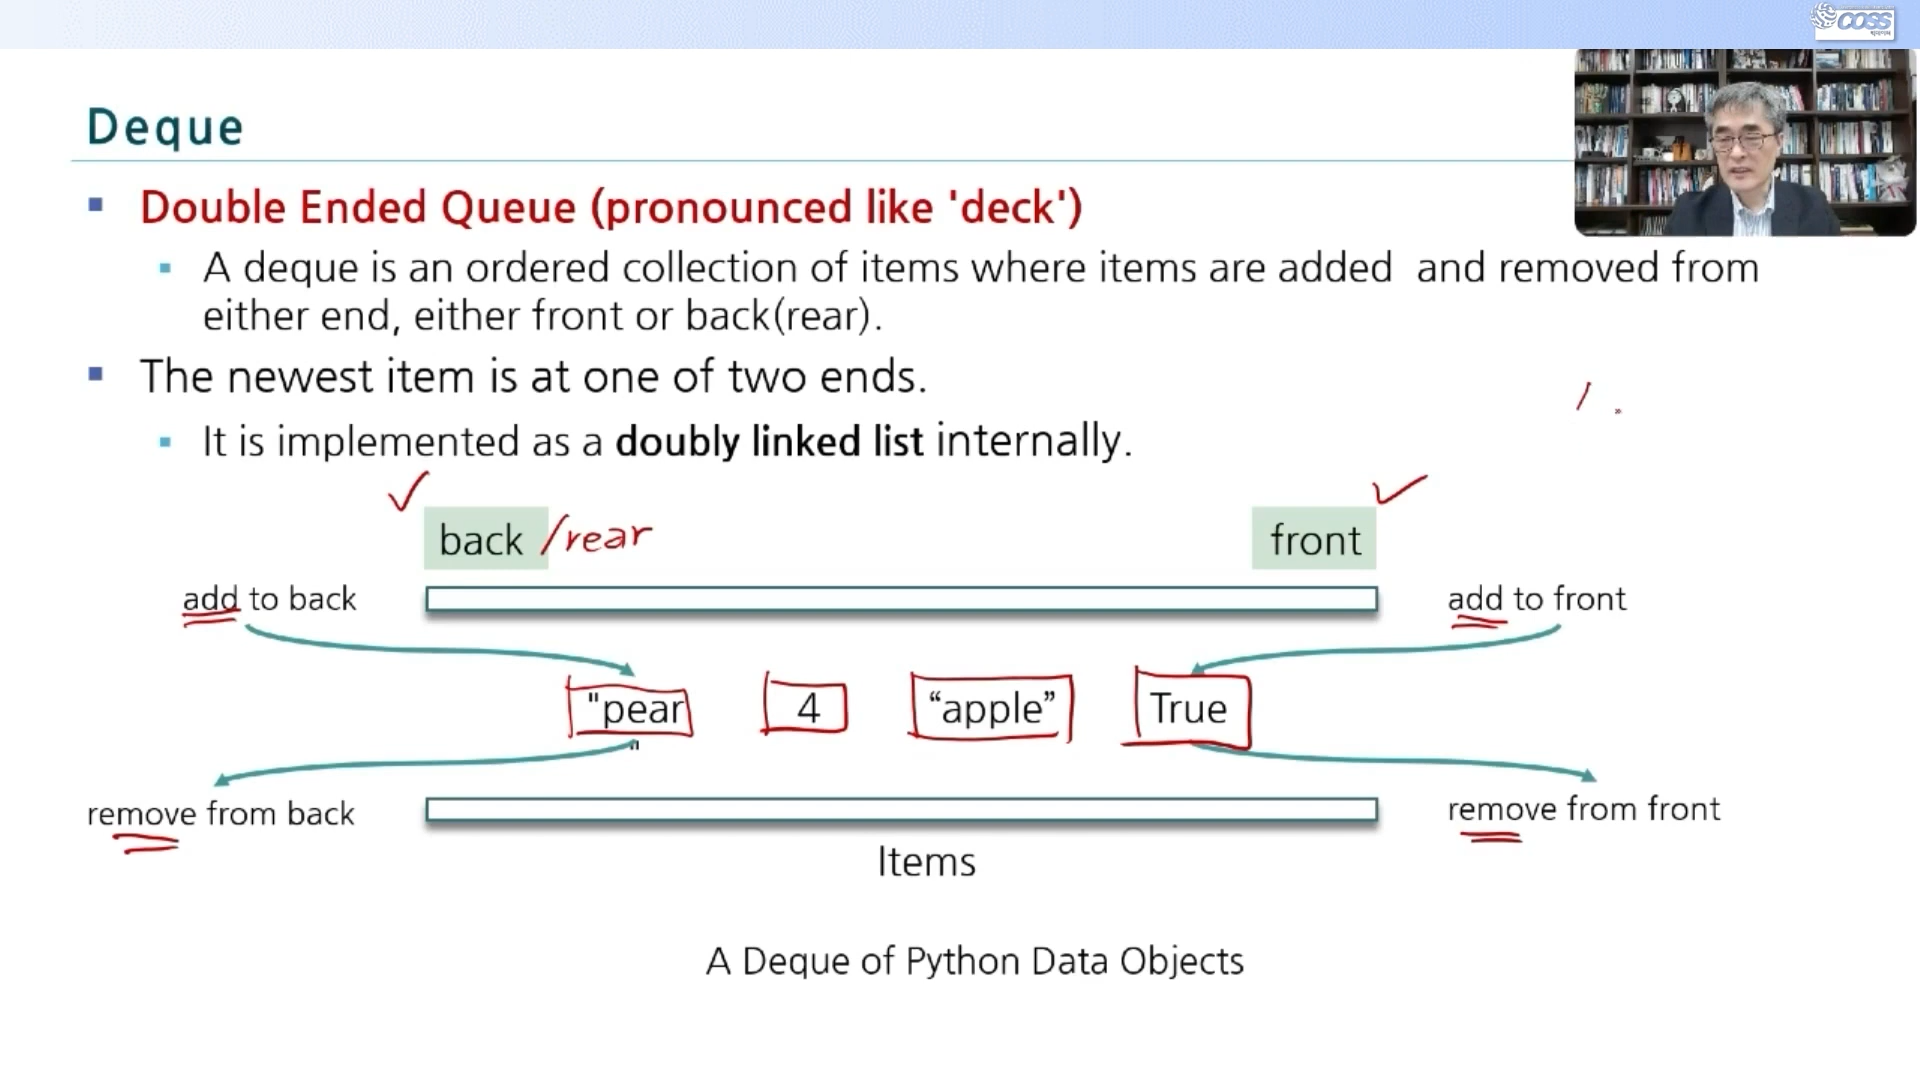 COSS
Deque
▪ Double Ended Queue (pronounced like 'deck')
▪ A deque is an ordered collection of items where items are added and removed from
either end, either front or back(rear).
▪ The newest item is at one of two ends.
▪ It is implemented as a doubly linked list internally.
back /rear
front
add to back
add to front
"pear
"
4
“apple”
True
remove from back
remove from front
Items
A Deque of Python Data Objects